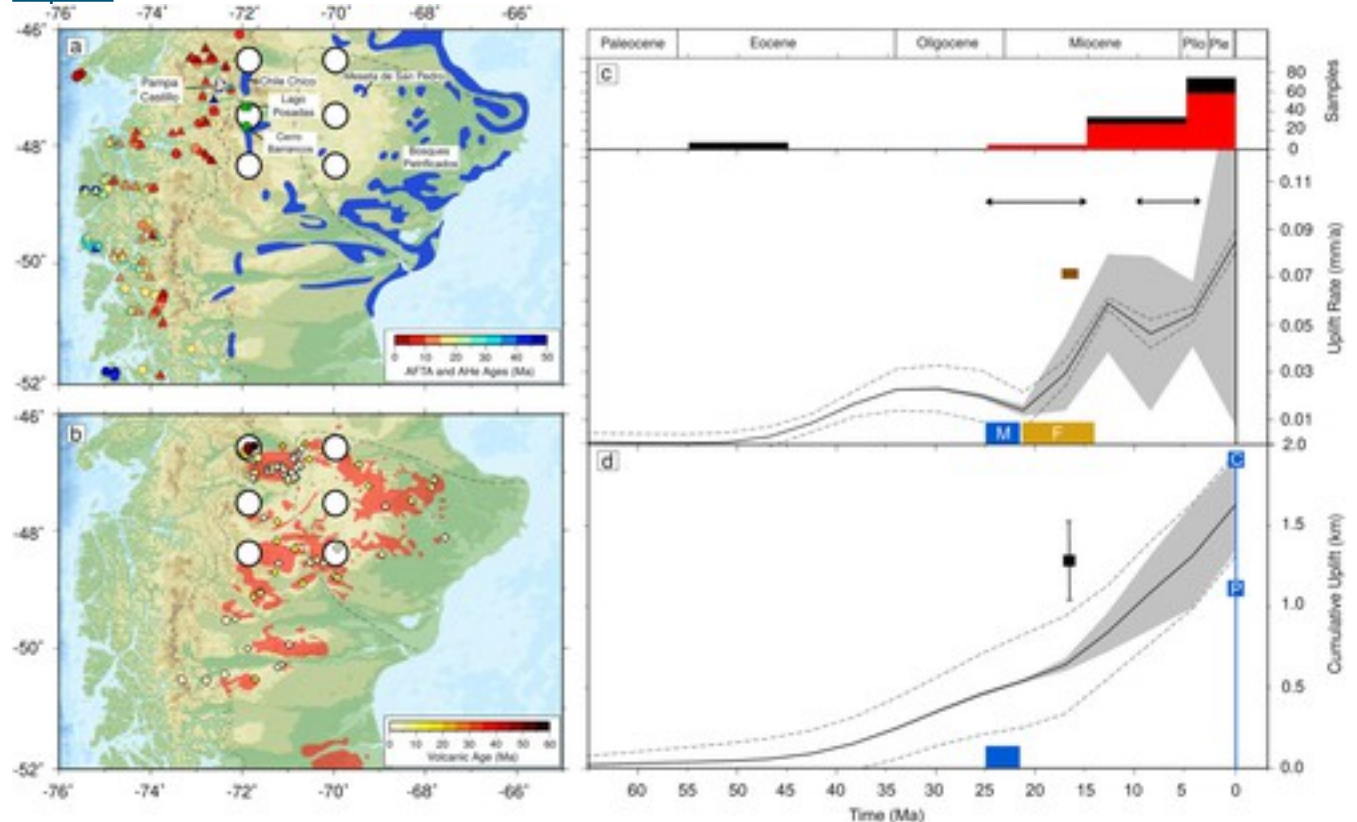 -76° -74° -72° -70° -68° -66°
-46°
a
Pampa Castillo
Chile Chico
Meseta de San Pedro
Lago Posadas
Cerro Barrancos
Bosques Petrificados
-48°
-50°
-52°
0 10 20 30 40 50
AFTA and AHe Ages (Ma)
-46°
b
-48°
-50°
-52°
0 10 20 30 40 50 60
Volcanic Age (Ma)
-76° -74° -72° -70° -68° -66°
Paleocene Eocene Oligocene Miocene Plio Ple
c
80
60
40
20
0
Samples
0.11
0.09
0.07
0.05
0.03
0.01
Uplift Rate (mm/a)
M F
2.0
d
C
1.5
P
1.0
0.5
0.0
Cumulative Uplift (km)
60 55 50 45 40 35 30 25 20 15 10 5 0
Time (Ma)